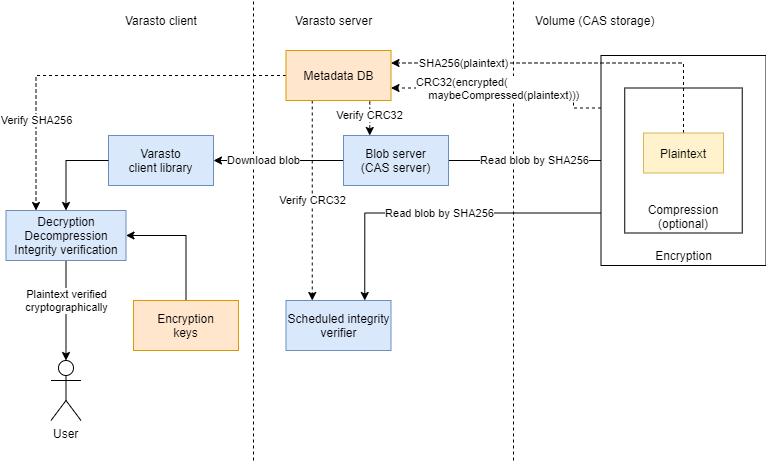 Varasto client
Varasto server
Volume (CAS storage)
Metadata DB
SHA256(plaintext)
CRC32(encrypted(
maybeCompressed(plaintext)))
Verify SHA256
Verify CRC32
Varasto
client library
Download blob
Blob server
(CAS server)
Read blob by SHA256
Plaintext
Compression
(optional)
Encryption
Verify CRC32
Read blob by SHA256
Decryption
Decompression
Integrity verification
Plaintext verified
cryptographically
Encryption
keys
Scheduled integrity
verifier
User